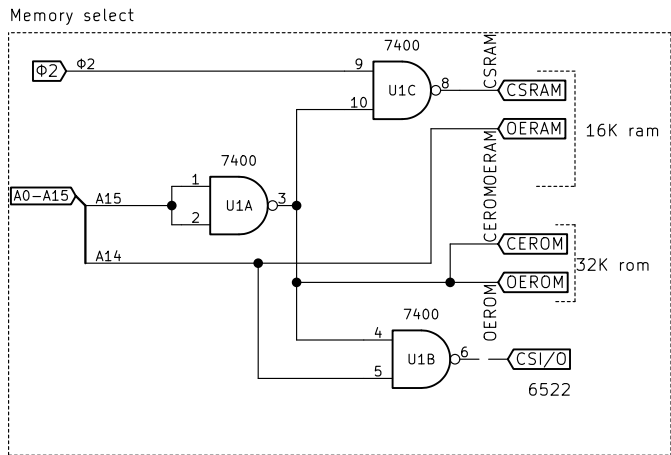 Memory select
7400
Φ2
Φ2
9
U1C
8
CSRAM
CSRAM
10
OERAM
16K ram
OERAM
7400
A0-A15
A15
1
2
U1A
3
CEROM
CEROM
A14
32K rom
OEROM
OEROM
7400
4
5
U1B
6
CSI/O
6522